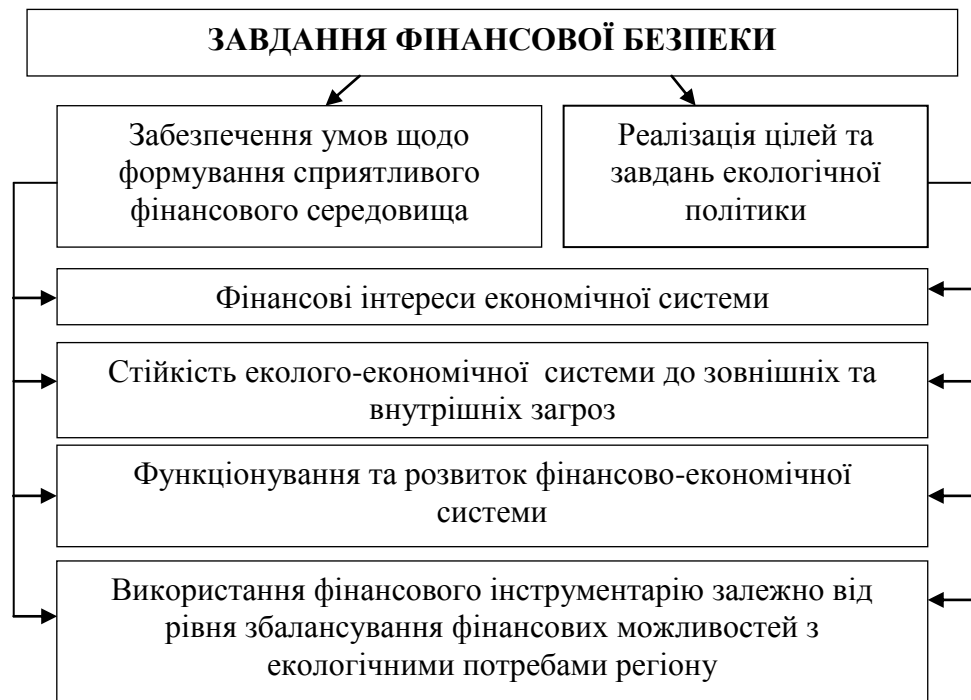 ЗАВДАННЯ ФІНАНСОВОЇ БЕЗПЕКИ
Забезпечення умов щодо
формування сприятливого
фінансового середовища
Реалізація цілей та
завдань екологічної
політики
Фінансові інтереси економічної системи
Стійкість еколого-економічної системи до зовнішніх та
внутрішніх загроз
Функціонування та розвиток фінансово-економічної
системи
Використання фінансового інструментарію залежно від
рівня збалансування фінансових можливостей з
екологічними потребами регіону